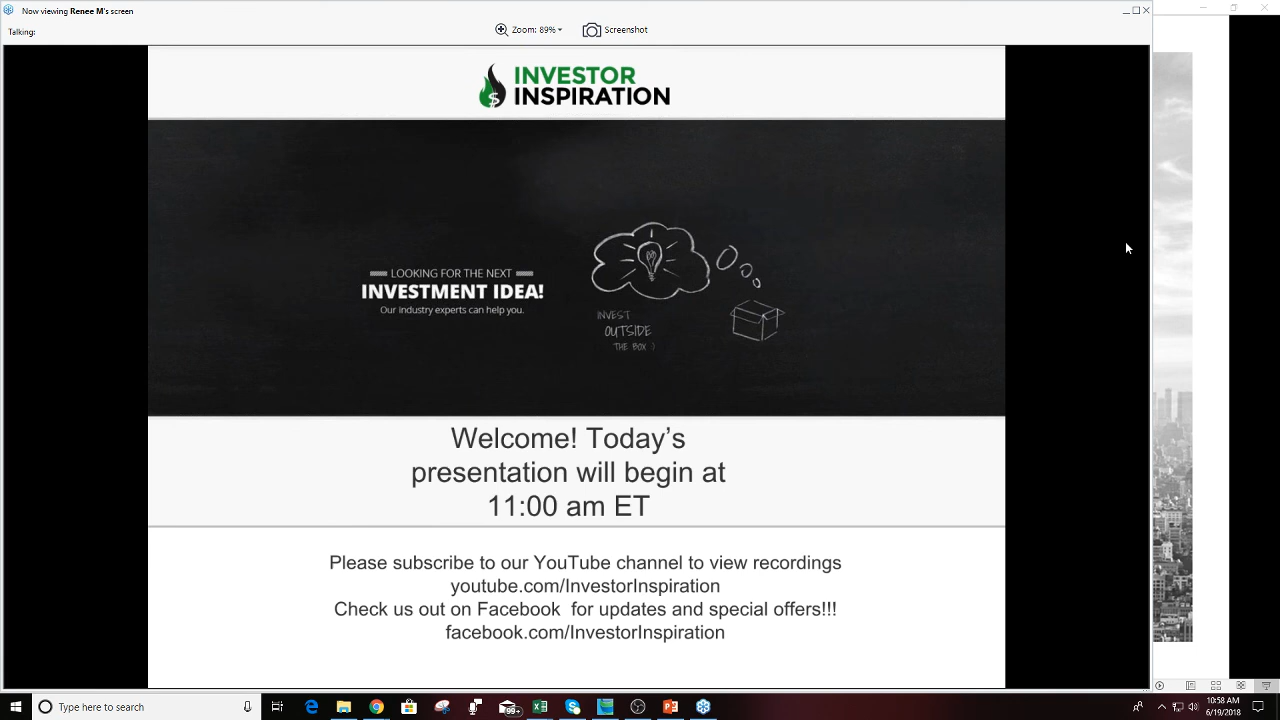 Now viewing Renee M's screen
Talking:
Zoom: 89%
Screenshot
INVESTOR
INSPIRATION
LOOKING FOR THE NEXT
INVESTMENT IDEA!
Our industry experts can help you.
INVEST
OUTSIDE
THE BOX :)
Welcome! Today’s
presentation will begin at
11:00 am ET
Please subscribe to our YouTube channel to view recordings
youtube.com/InvestorInspiration
Check us out on Facebook  for updates and special offers!!!
facebook.com/InvestorInspiration
Type here to search
99+
10:58 AM
6/19/2018